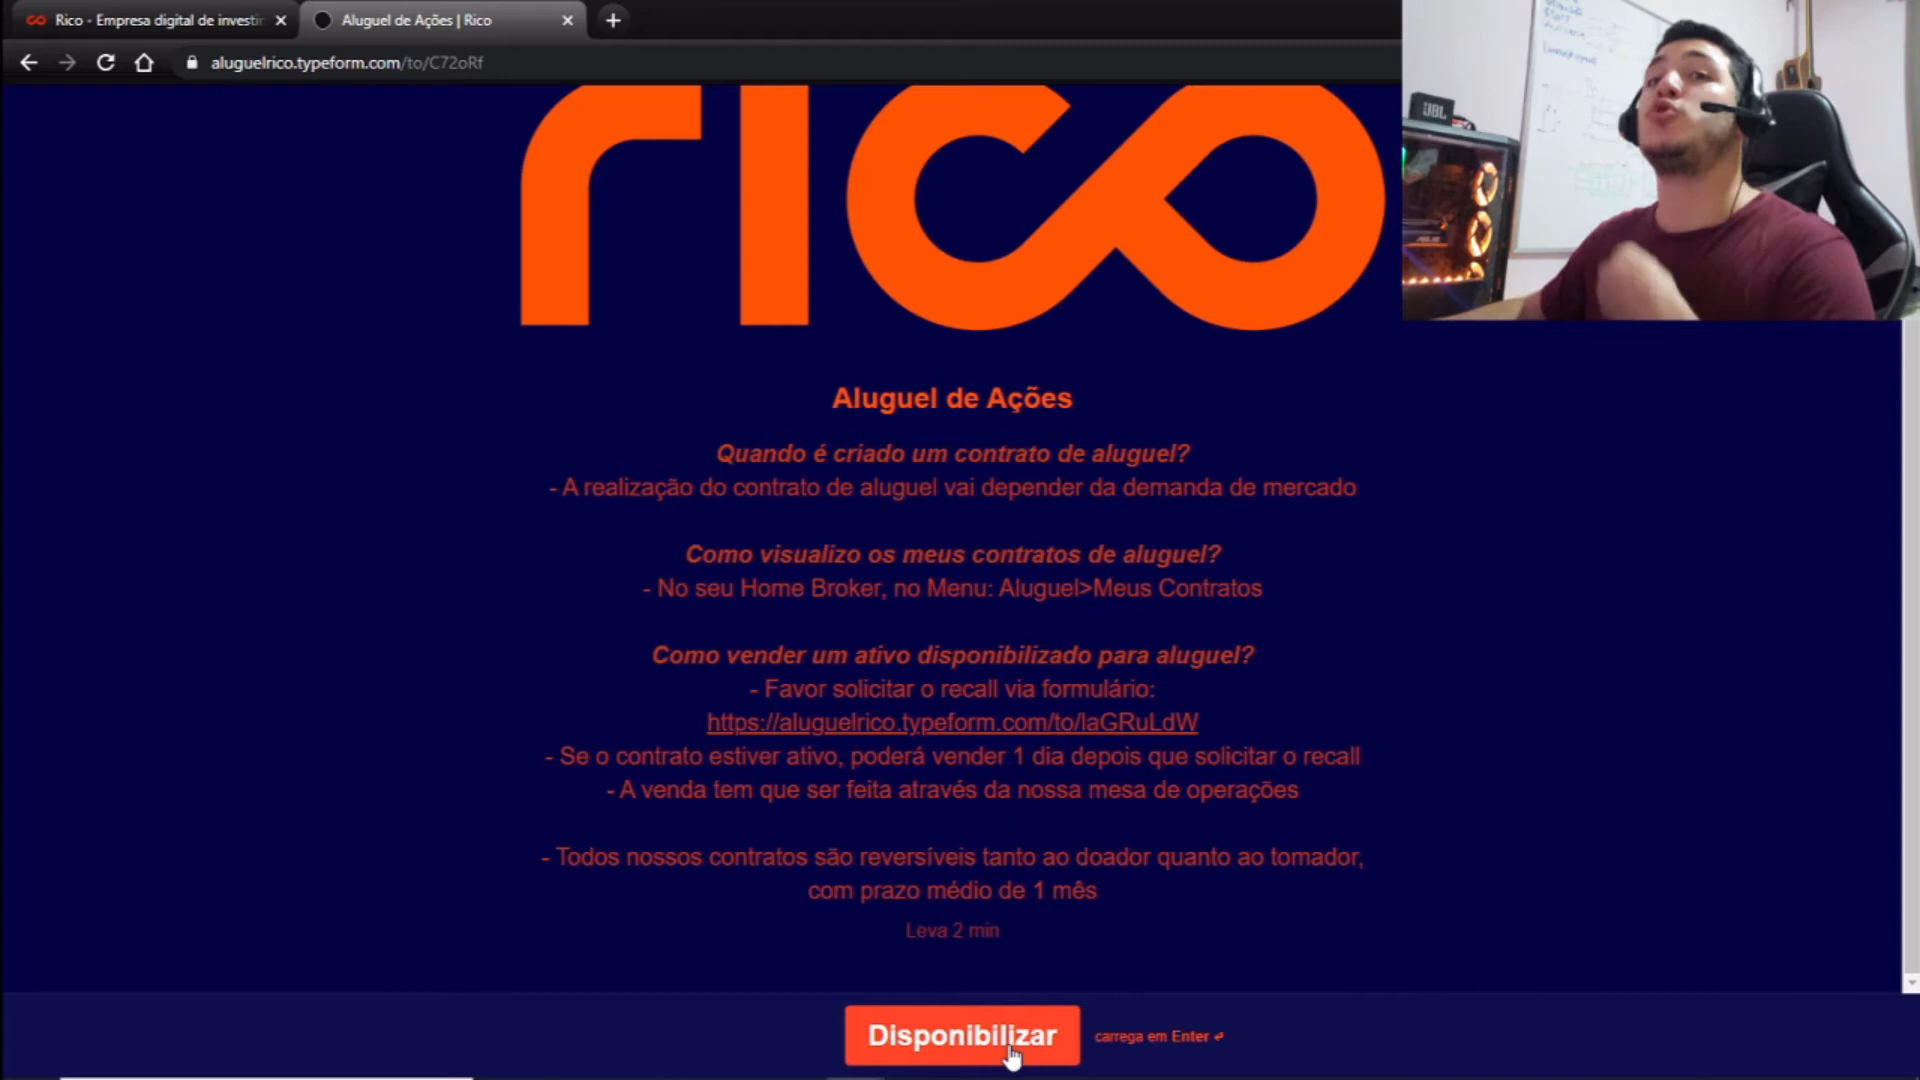 Rico - Empresa digital de investi
Aluguel de Ações | Rico
aluguelrico.typeform.com/to/C72oRf
rico
JBL
Aluguel de Ações
Quando é criado um contrato de aluguel?
- A realização do contrato de aluguel vai depender da demanda de mercado
Como visualizo os meus contratos de aluguel?
- No seu Home Broker, no Menu: Aluguel>Meus Contratos
Como vender um ativo disponibilizado para aluguel?
- Favor solicitar o recall via formulário:
https://aluguelrico.typeform.com/to/laGRuLdW
- Se o contrato estiver ativo, poderá vender 1 dia depois que solicitar o recall
- A venda tem que ser feita através da nossa mesa de operações
- Todos nossos contratos são reversíveis tanto ao doador quanto ao tomador,
com prazo médio de 1 mês
Leva 2 min
Disponibilizar
carrega em Enter ↵